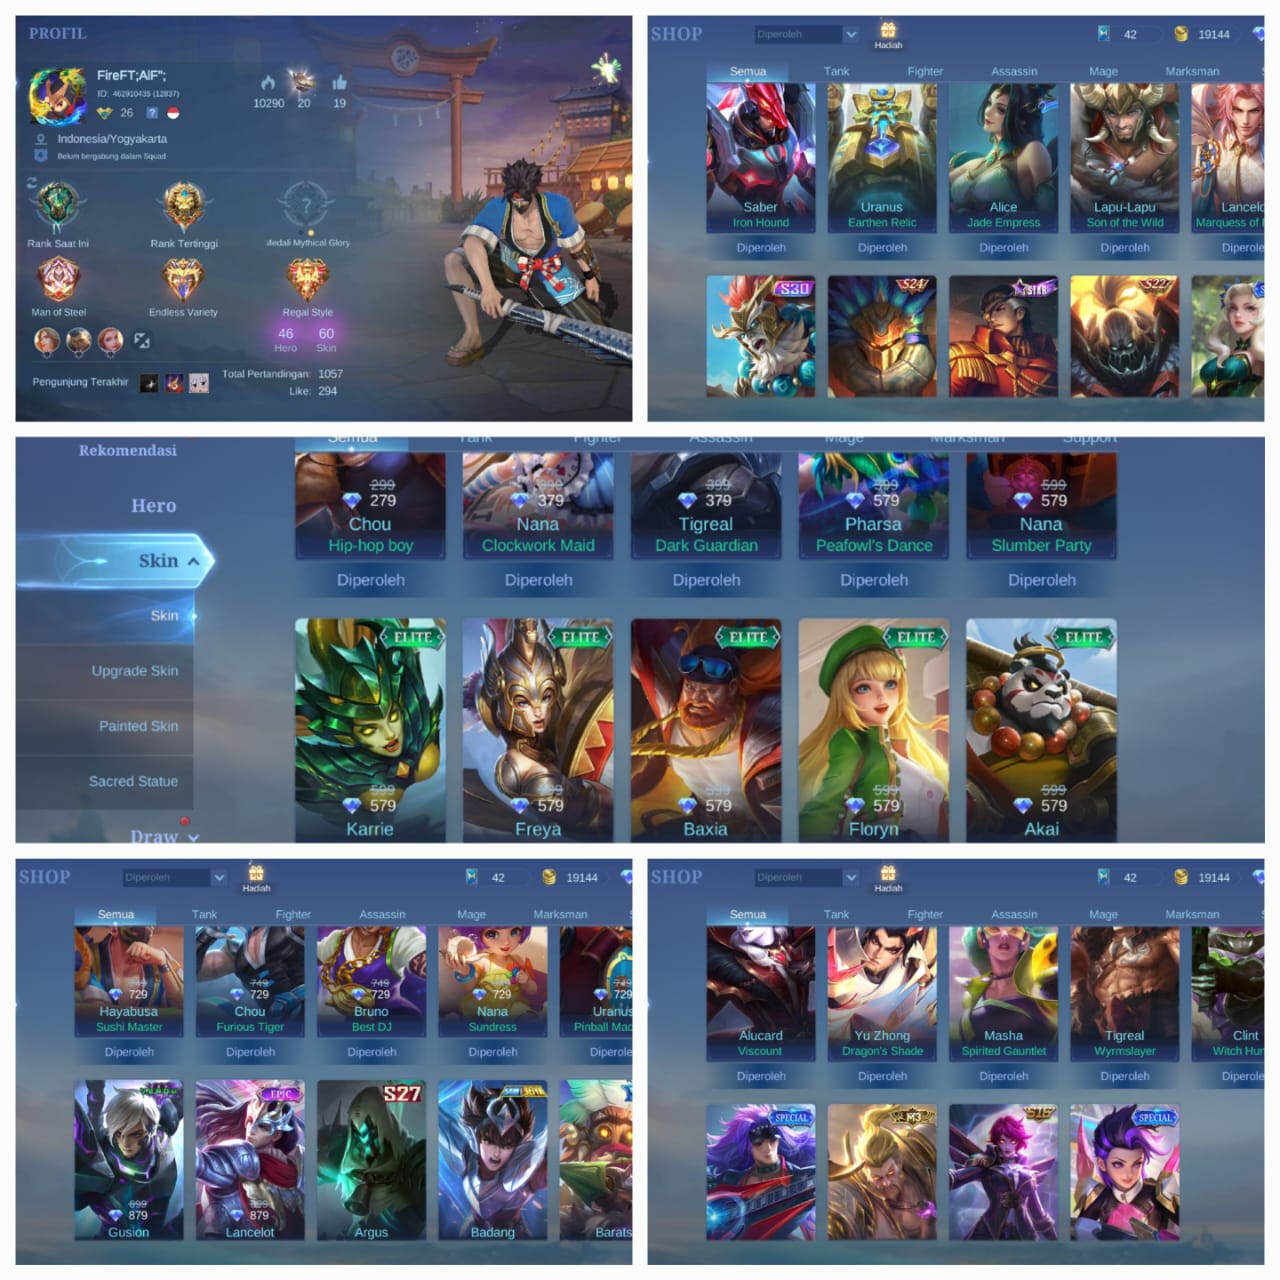 PROFIL
FireFT;AlF";
ID: 462910435 (12837)
26
?
10290 20 19
Indonesia/Yogyakarta
Belum bergabung dalam Squad
Rank Saat Ini
Rank Tertinggi
Medali Mythical Glory
Man of Steel
Endless Variety
Regal Style
46 60
Hero Skin
Pengunjung Terakhir
Total Pertandingan: 1057
Like: 294
SHOP
Diperoleh
Hadiah
42
19144
Semua Tank Fighter Assassin Mage Marksman
Saber Uranus Alice Lapu-Lapu
Iron Hound Earthen Relic Jade Empress Son of the Wild Marquess of
Diperoleh Diperoleh Diperoleh Diperoleh
S30 S24 STAR S22
Rekomendasi
Hero
Skin
Skin
Upgrade Skin
Painted Skin
Sacred Statue
Draw
Semua Tank Fighter Assassin Mage Marksman Support
299 399 399 599 599
279 379 379 579 579
Chou Nana Tigreal Pharsa Nana
Hip-hop boy Clockwork Maid Dark Guardian Peafowl's Dance Slumber Party
Diperoleh Diperoleh Diperoleh Diperoleh Diperoleh
ELITE ELITE ELITE ELITE ELITE
599 599 599 599 599
579 579 579 579 579
Karrie Freya Baxia Floryn Akai
SHOP
Diperoleh
Hadiah
42
19144
Semua Tank Fighter Assassin Mage Marksman
749 749 749 749 749
729 729 729 729 729
Hayabusa Chou Bruno Nana Uranus
Sushi Master Furious Tiger Best DJ Sundress Pinball
Diperoleh Diperoleh Diperoleh Diperoleh
EPIC S27
899 899
879 879
Gusion Lancelot Argus Badang Barats
SHOP
Diperoleh
Hadiah
42
19144
Semua Tank Fighter Assassin Mage Marksman
Alucard Yu Zhong Masha Tigreal Clint
Viscount Dragon's Shade Spirited Gauntlet Wyrmslayer Witch
Diperoleh Diperoleh Diperoleh Diperoleh
SPECIAL M3 S16 SPECIAL